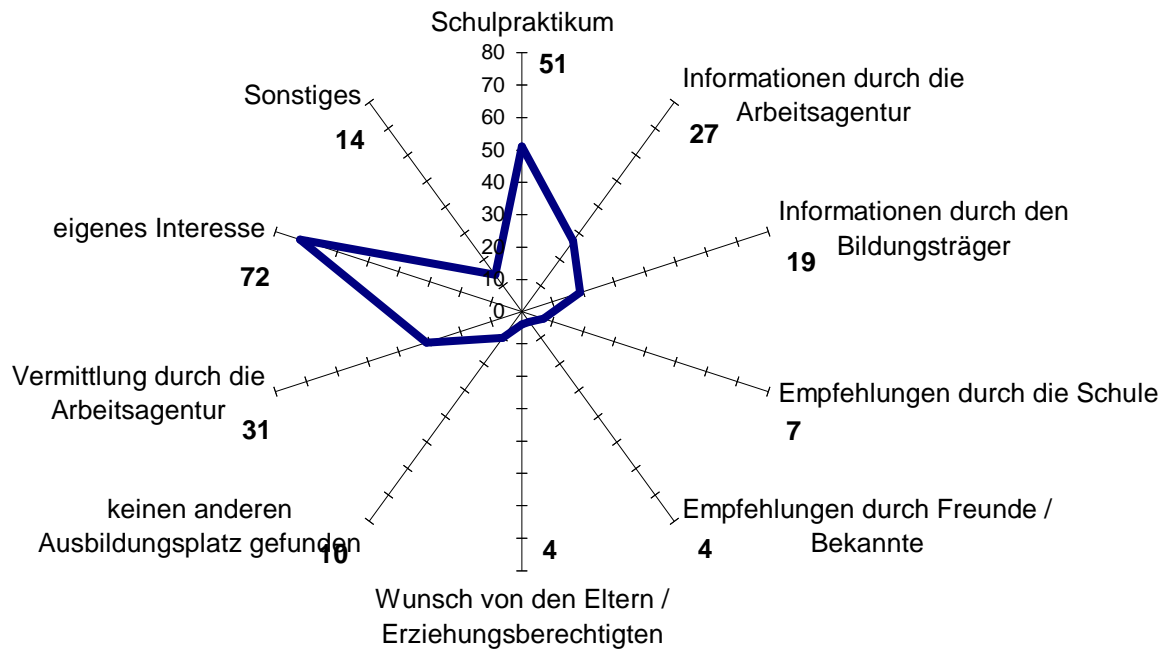 Schulpraktikum
51
80
70
60
50
40
30
20
10
0
Informationen durch die
Arbeitsagentur
27
Informationen durch den
Bildungsträger
19
Empfehlungen durch die Schule
7
Empfehlungen durch Freunde /
Bekannte
4
Wunsch von den Eltern /
Erziehungsberechtigten
4
keinen anderen
Ausbildungsplatz gefunden
10
Vermittlung durch die
Arbeitsagentur
31
eigenes Interesse
72
Sonstiges
14